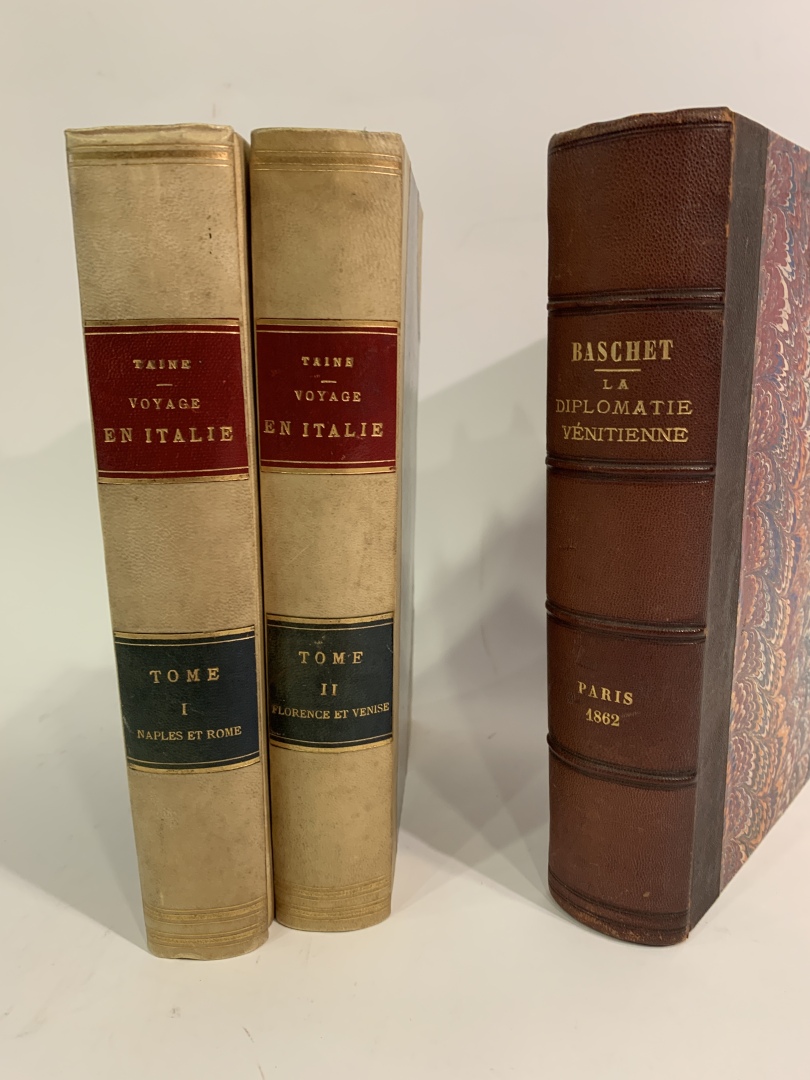 TAINE
VOYAGE
EN ITALIE
TOME
I
NAPLES ET ROME
TAINE
VOYAGE
EN ITALIE
TOME
II
FLORENCE ET VENISE
BASCHET
LA
DIPLOMATIE
VÉNITIENNE
PARIS
1862